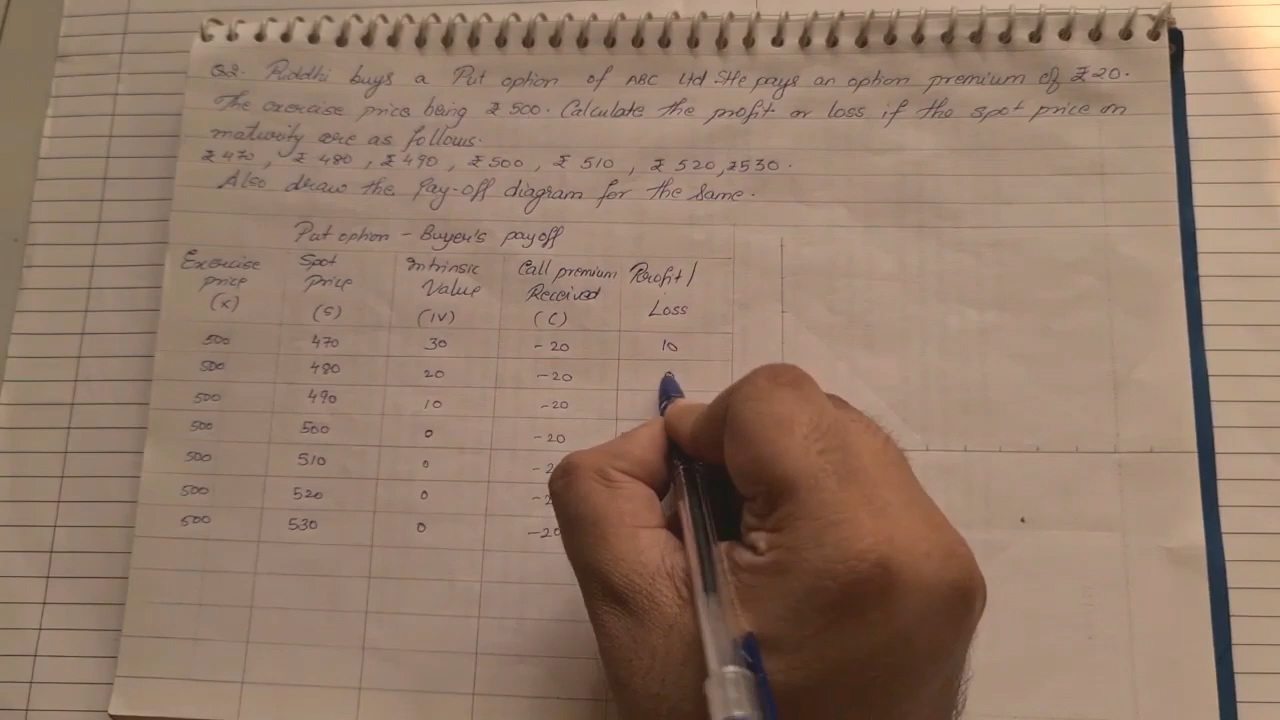 Q2. Riddhi buys a Put option of ABC Ltd. He pays an option premium of ₹20.
The exercise price being ₹500. Calculate the profit or loss if the spot price on
maturity are as follows.
₹470, ₹480, ₹490, ₹500, ₹510, ₹520, ₹530.
Also draw the Pay-off diagram for the same.
Put option - Buyer's payoff
Exercise price (X) Spot Price (S) Intrinsic Value (IV) Call premium Received (C) Profit/ Loss
500 470 30 -20 10
500 480 20 -20
500 490 10 -20
500 500 0 -20
500 510 0
500 520 0
500 530 0 -20